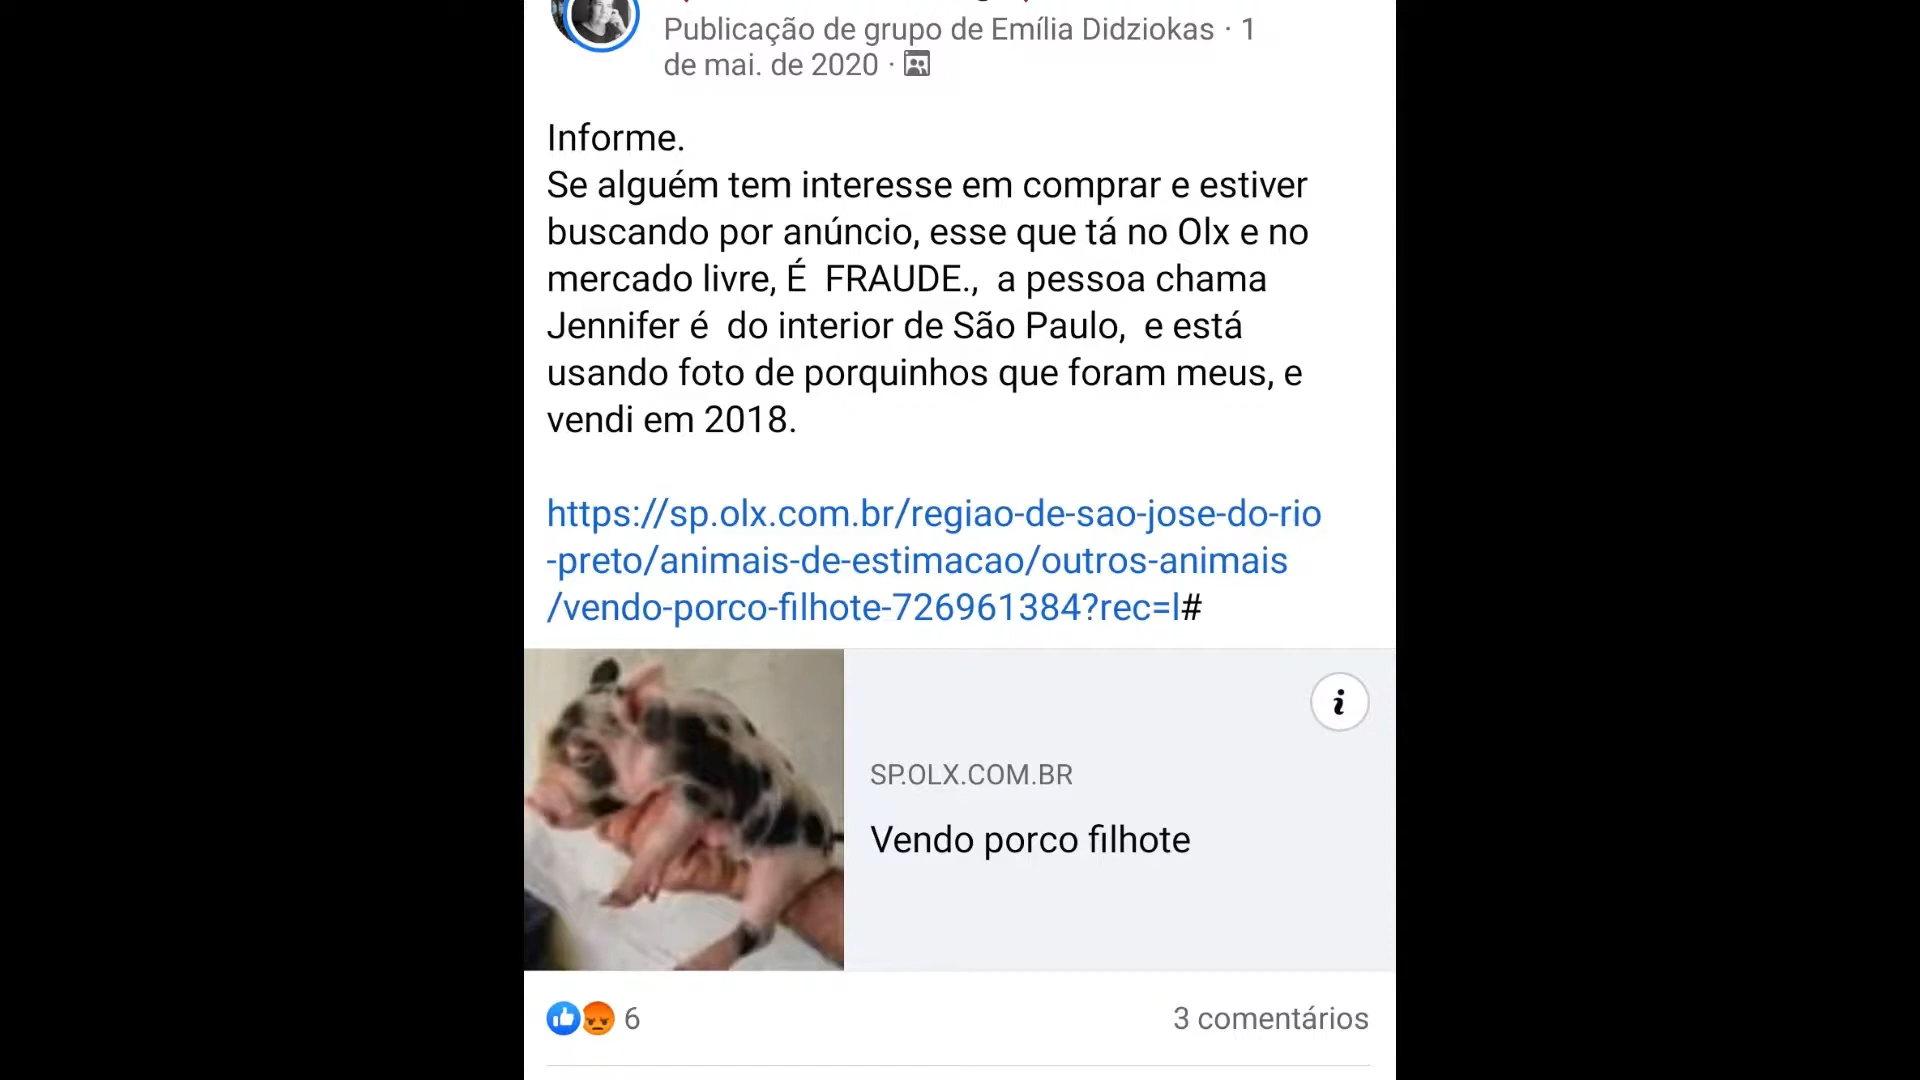 Publicação de grupo de Emília Didziokas · 1
de mai. de 2020 ·
Informe.
Se alguém tem interesse em comprar e estiver
buscando por anúncio, esse que tá no Olx e no
mercado livre, É  FRAUDE.,  a pessoa chama
Jennifer é  do interior de São Paulo,  e está
usando foto de porquinhos que foram meus, e
vendi em 2018.
https://sp.olx.com.br/regiao-de-sao-jose-do-rio
-preto/animais-de-estimacao/outros-animais
/vendo-porco-filhote-726961384?rec=l#
i
SP.OLX.COM.BR
Vendo porco filhote
6
3 comentários